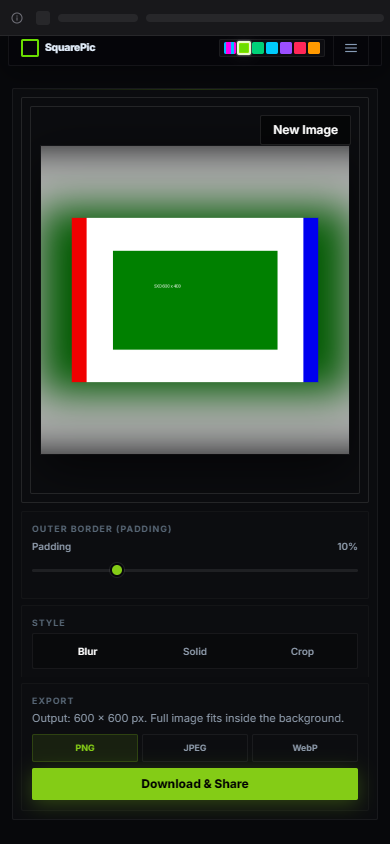 SquarePic
New Image
OUTER BORDER (PADDING)
Padding
10%
STYLE
Blur
Solid
Crop
EXPORT
Output: 600 × 600 px. Full image fits inside the background.
PNG
JPEG
WebP
Download & Share